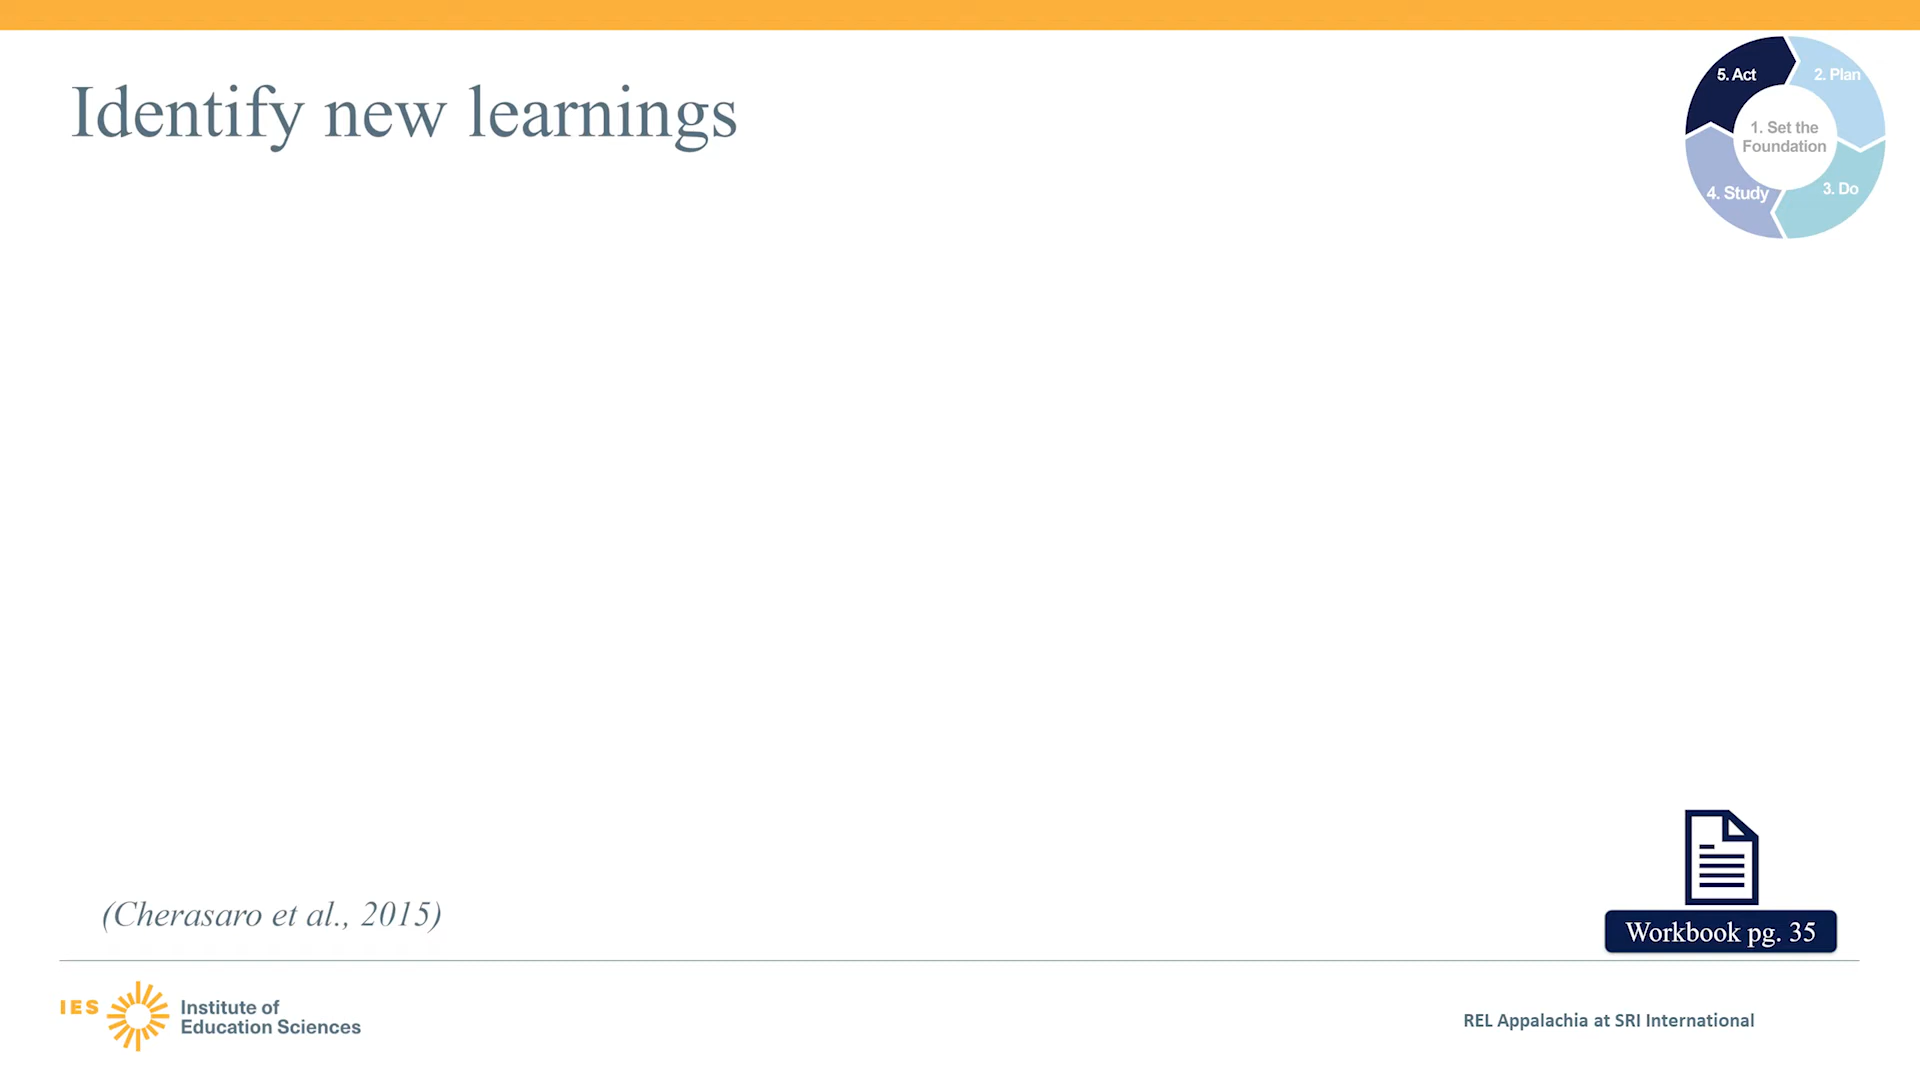 Identify new learnings
5. Act
2. Plan
1. Set the
Foundation
4. Study
3. Do
(Cherasaro et al., 2015)
Workbook pg. 35
IES
Institute of
Education Sciences
REL Appalachia at SRI International